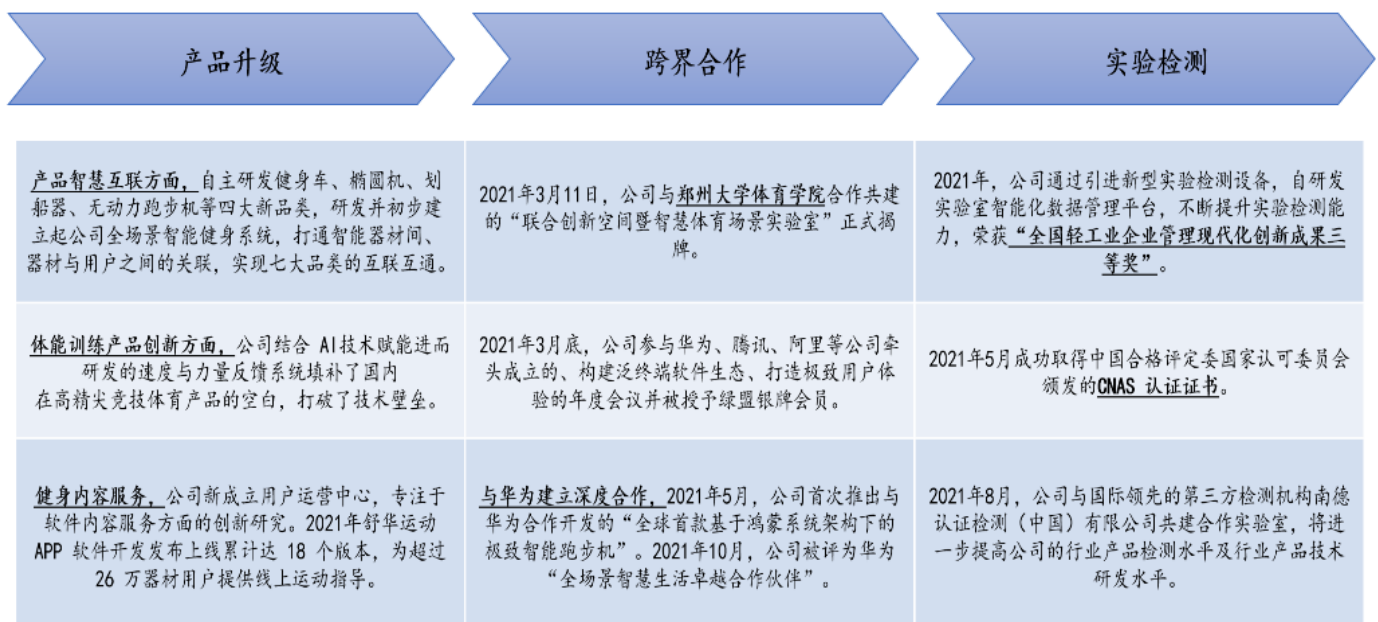 产品升级
跨界合作
实验检测
产品智慧互联方面，自主研发健身车、椭圆机、划
船器、无动力跑步机等四大新品类，研发并初步建
立起公司全场景智能健身系统，打通智能器材间、
器材与用户之间的关联，实现七大品类的互联互通。
2021年3月11日，公司与郑州大学体育学院合作共建
的“联合创新空间暨智慧体育场景实验室”正式揭
牌。
2021年，公司通过引进新型实验检测设备，自研发
实验室智能化数据管理平台，不断提升实验检测能
力，荣获“全国轻工业企业管理现代化创新成果三
等奖”。
体能训练产品创新方面，公司结合 AI技术赋能进而
研发的速度与力量反馈系统填补了国内
在高精尖竞技体育产品的空白，打破了技术壁垒。
2021年3月底，公司参与华为、腾讯、阿里等公司牵
头成立的、构建泛终端软件生态、打造极致用户体
验的年度会议并被授予绿盟银牌会员。
2021年5月成功取得中国合格评定委国家认可委员会
颁发的CNAS 认证证书。
健身内容服务，公司新成立用户运营中心，专注于
软件内容服务方面的创新研究。2021年舒华运动
APP 软件开发发布上线累计达 18 个版本，为超过
26 万器材用户提供线上运动指导。
与华为建立深度合作，2021年5月，公司首次推出与
华为合作开发的“全球首款基于鸿蒙系统架构下的
极致智能跑步机”。2021年10月，公司被评为华为
“全场景智慧生活卓越合作伙伴”。
2021年8月，公司与国际领先的第三方检测机构南德
认证检测（中国）有限公司共建合作实验室，将进
一步提高公司的行业产品检测水平及行业产品技术
研发水平。